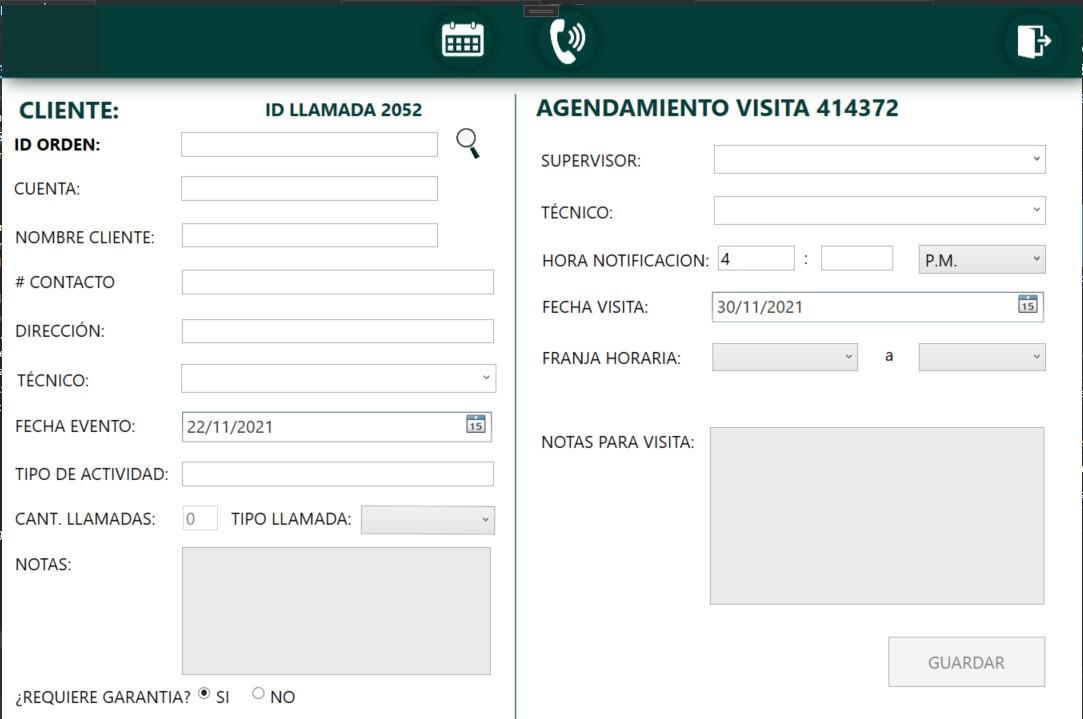 CLIENTE: ID LLAMADA 2052
ID ORDEN:
CUENTA:
NOMBRE CLIENTE:
# CONTACTO
DIRECCIÓN:
TÉCNICO:
FECHA EVENTO: 22/11/2021 15
TIPO DE ACTIVIDAD:
CANT. LLAMADAS: 0 TIPO LLAMADA:
NOTAS:
¿REQUIERE GARANTIA? SI NO
AGENDAMIENTO VISITA 414372
SUPERVISOR:
TÉCNICO:
HORA NOTIFICACION: 4 : P.M.
FECHA VISITA: 30/11/2021 15
FRANJA HORARIA: a
NOTAS PARA VISITA:
GUARDAR